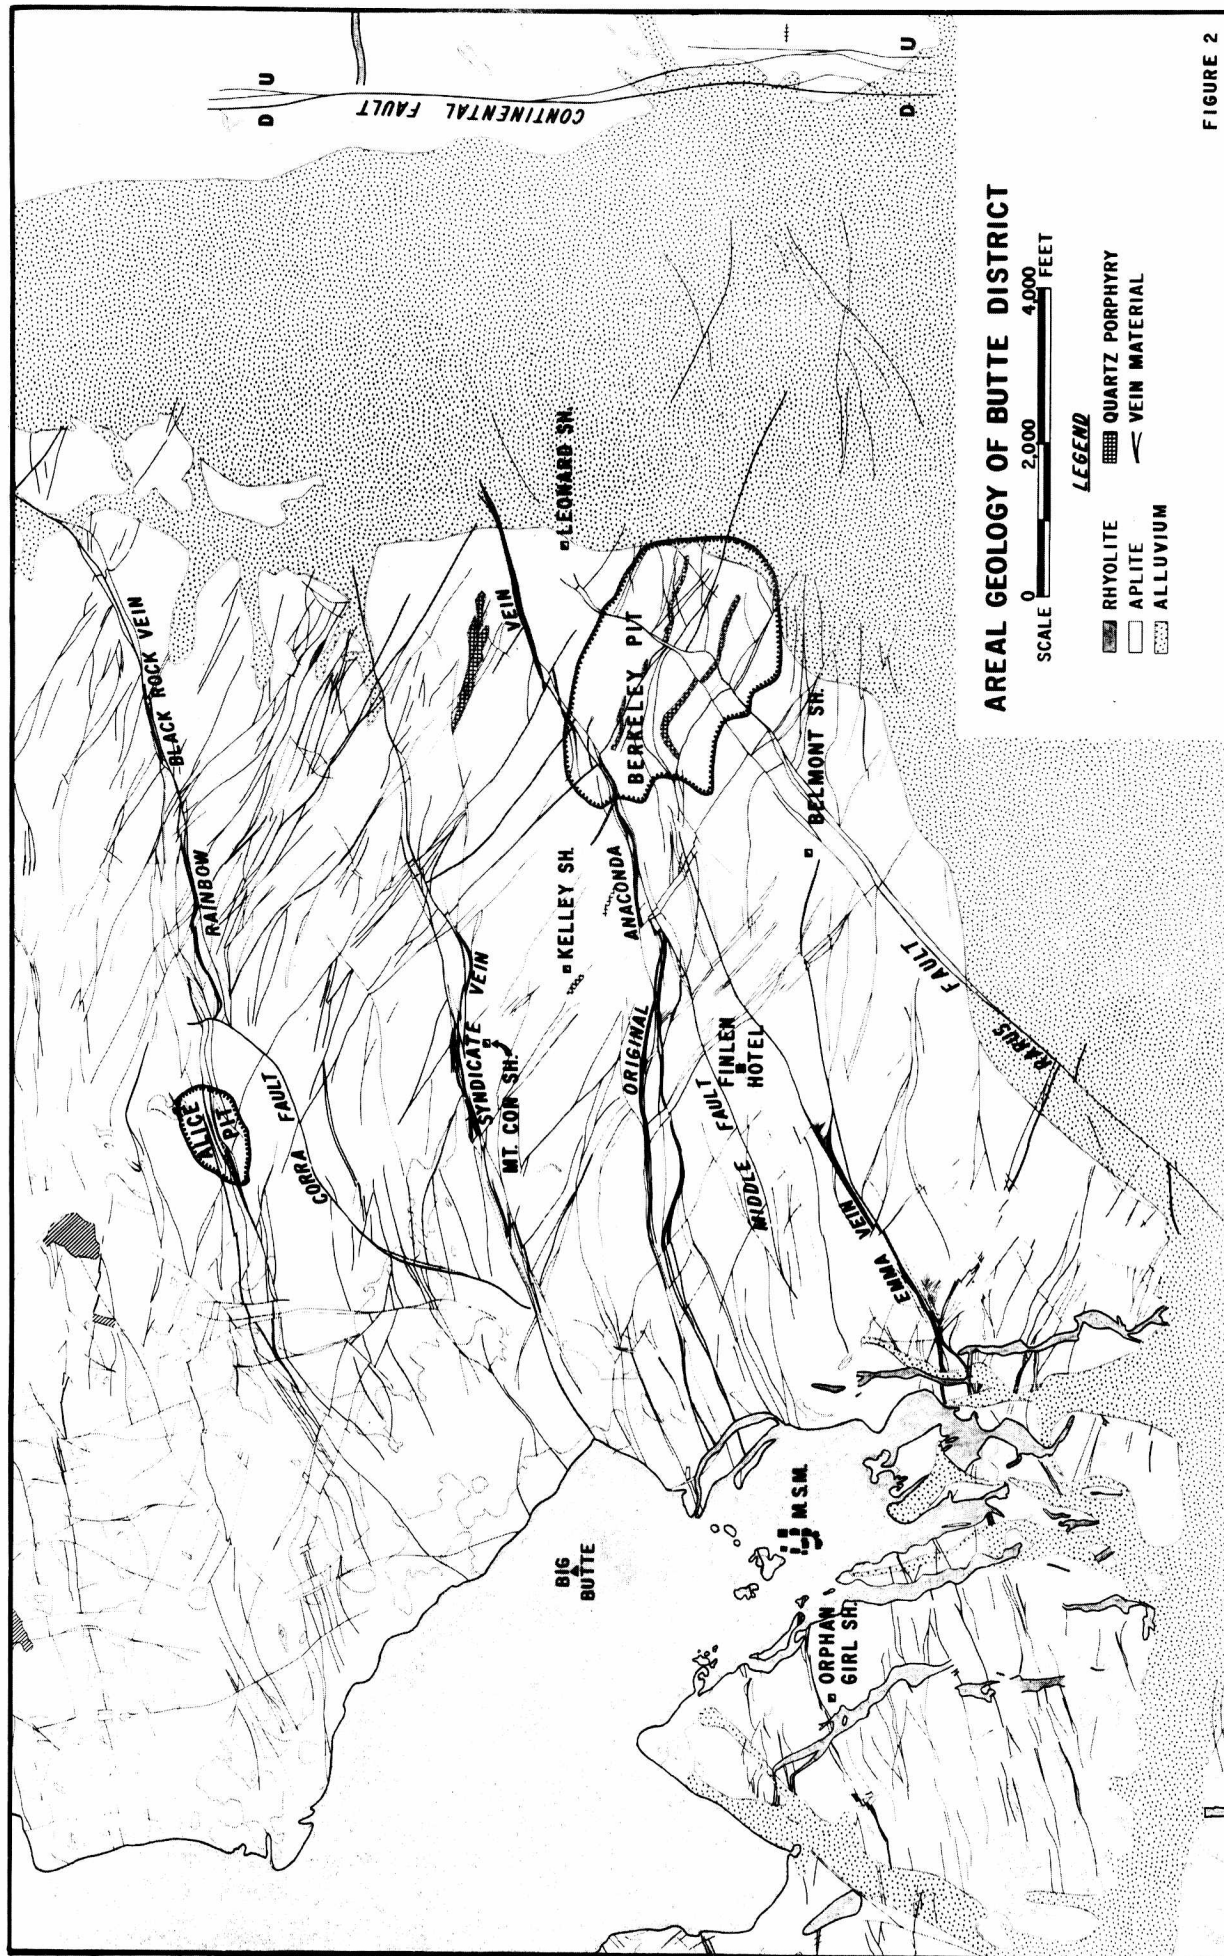 D U
CONTINENTAL FAULT
D U
BLACK ROCK VEIN
RAINBOW
ALICE
PIT
CORRA FAULT
SYNDICATE VEIN
MT. CON SH.
VEIN
LEONARD SH.
BERKELEY PIT
KELLEY SH.
ANACONDA
ORIGINAL
MIDDLE FAULT
FINLEN
HOTEL
BELMONT SH.
RARUS FAULT
EMMA VEIN
BIG
BUTTE
M.S.M.
ORPHAN
GIRL SH.
AREAL GEOLOGY OF BUTTE DISTRICT
SCALE 0 2,000 4,000 FEET
LEGEND
RHYOLITE
APLITE
ALLUVIUM
QUARTZ PORPHYRY
VEIN MATERIAL
FIGURE 2